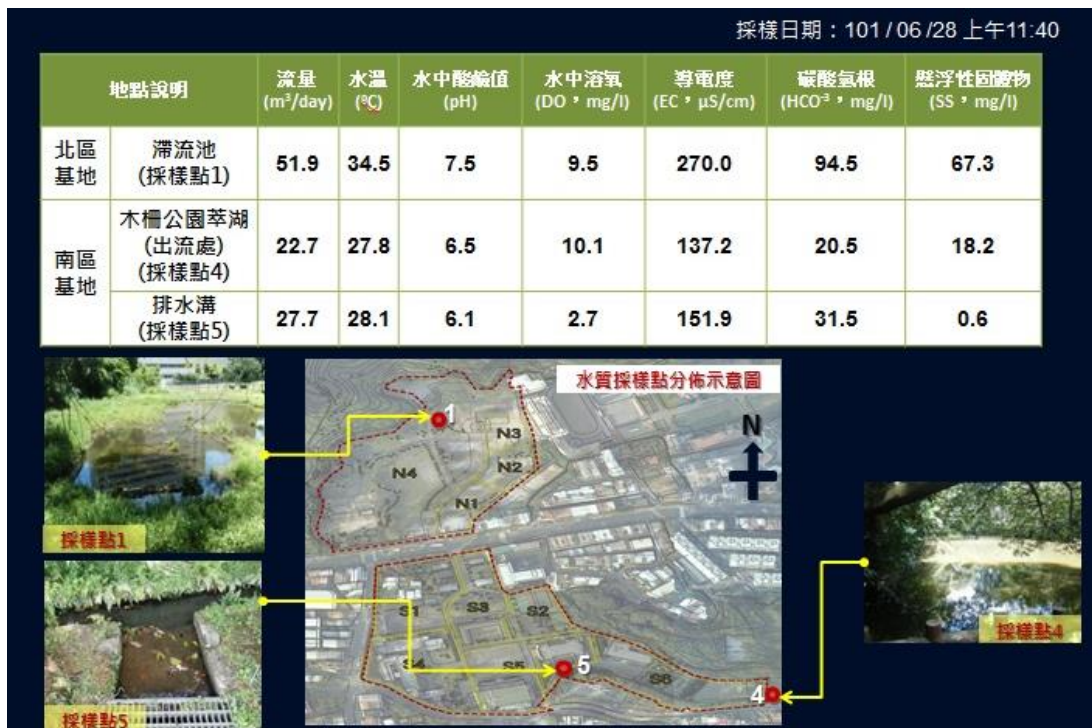 採樣日期：101 / 06 /28 上午11:40
地點說明 流量 水溫 水中酸鹼值 水中溶氧 導電度 碳酸氫根 懸浮性固體物
(m³/day) (ºC) (pH) (DO，mg/l) (EC，µS/cm) (HCO⁻³，mg/l) (SS，mg/l)
北區
基地
滯流池
(採樣點1)
51.9 34.5 7.5 9.5 270.0 94.5 67.3
南區
基地
木柵公園萃湖
(出流處)
(採樣點4)
22.7 27.8 6.5 10.1 137.2 20.5 18.2
排水溝
(採樣點5)
27.7 28.1 6.1 2.7 151.9 31.5 0.6
水質採樣點分佈示意圖
1
N
N3
N4
N2
N1
採樣點1
S1
S3
S2
S4
S5
5
S6
4
採樣點4
採樣點5